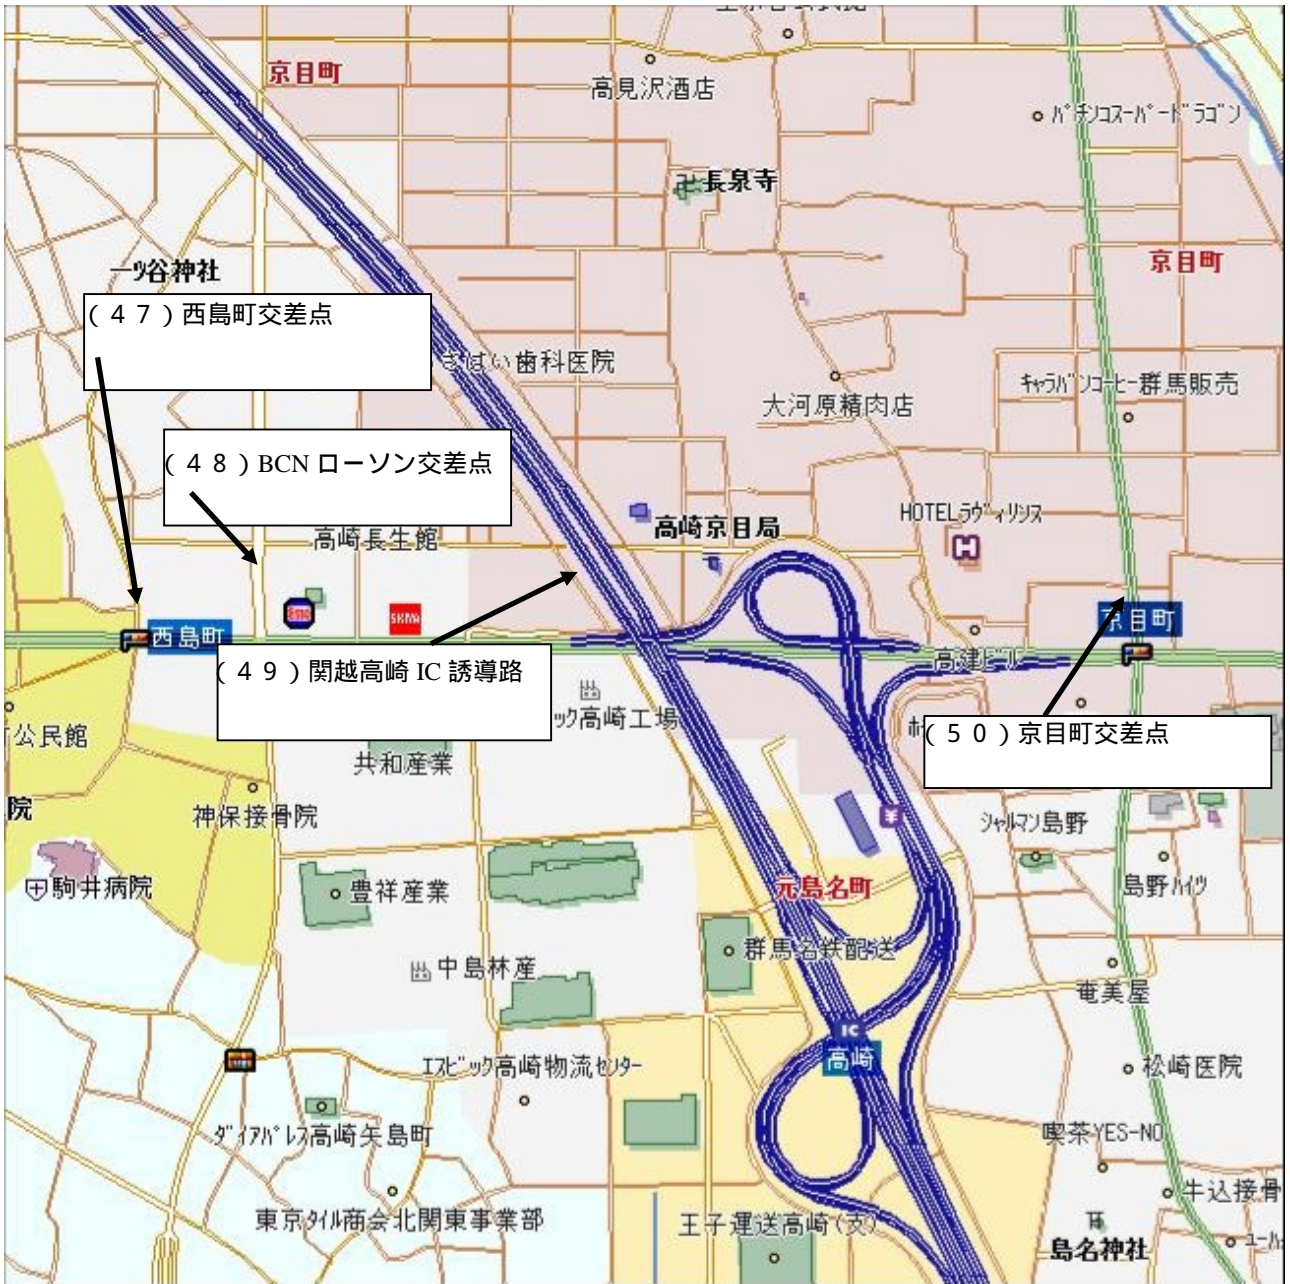 京目町
高見沢酒店
パチンコスーパードラゴン
長泉寺
京目町
一ツ谷神社
(47)西島町交差点
はい歯科医院
キャラバンコーヒー群馬販売
大河原精肉店
(48)BCN ローソン交差点
HOTELラヴィリンス
高崎京目局
高崎長生館
Esso
SKIYA
京目町
西島町
高建ビル
(49)関越高崎 IC 誘導路
ック高崎工場
(50)京目町交差点
公民館
共和産業
院
神保接骨院
シャルマン島野
駒井病院
豊祥産業
元島名町
島野ハイツ
群馬名鉄配送
中島林産
奄美屋
IC
高崎
エスビック高崎物流センター
松崎医院
ダイアパレス高崎矢島町
喫茶YES-NO
牛込接骨
東京タイル商会北関東事業部
王子運送高崎(支)
島名神社
ユーハ